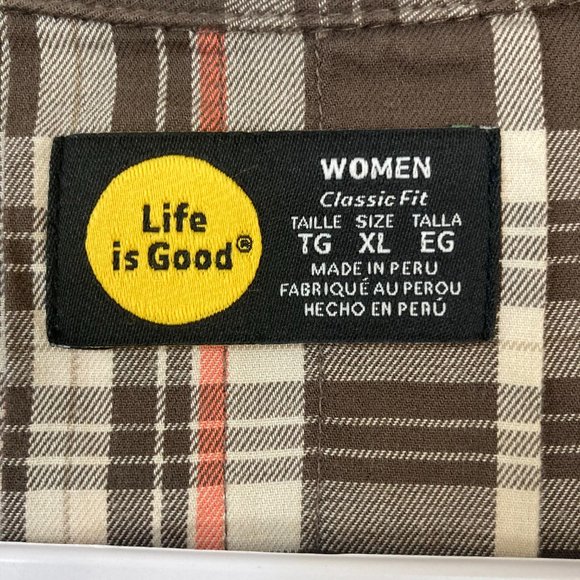 Life
is Good®
WOMEN
Classic Fit
TAILLE SIZE TALLA
TG XL EG
MADE IN PERU
FABRIQUÉ AU PEROU
HECHO EN PERÚ